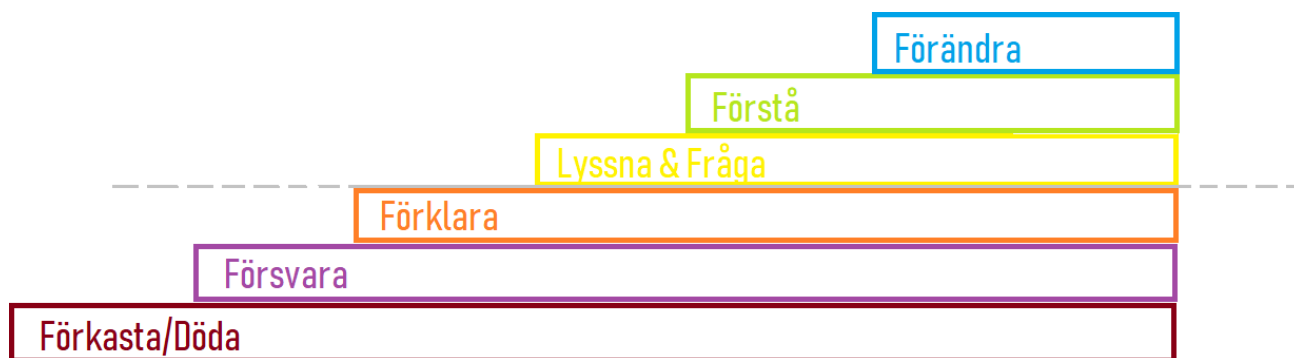 Förändra
Förstå
Lyssna & Fråga
Förklara
Försvara
Förkasta/Döda